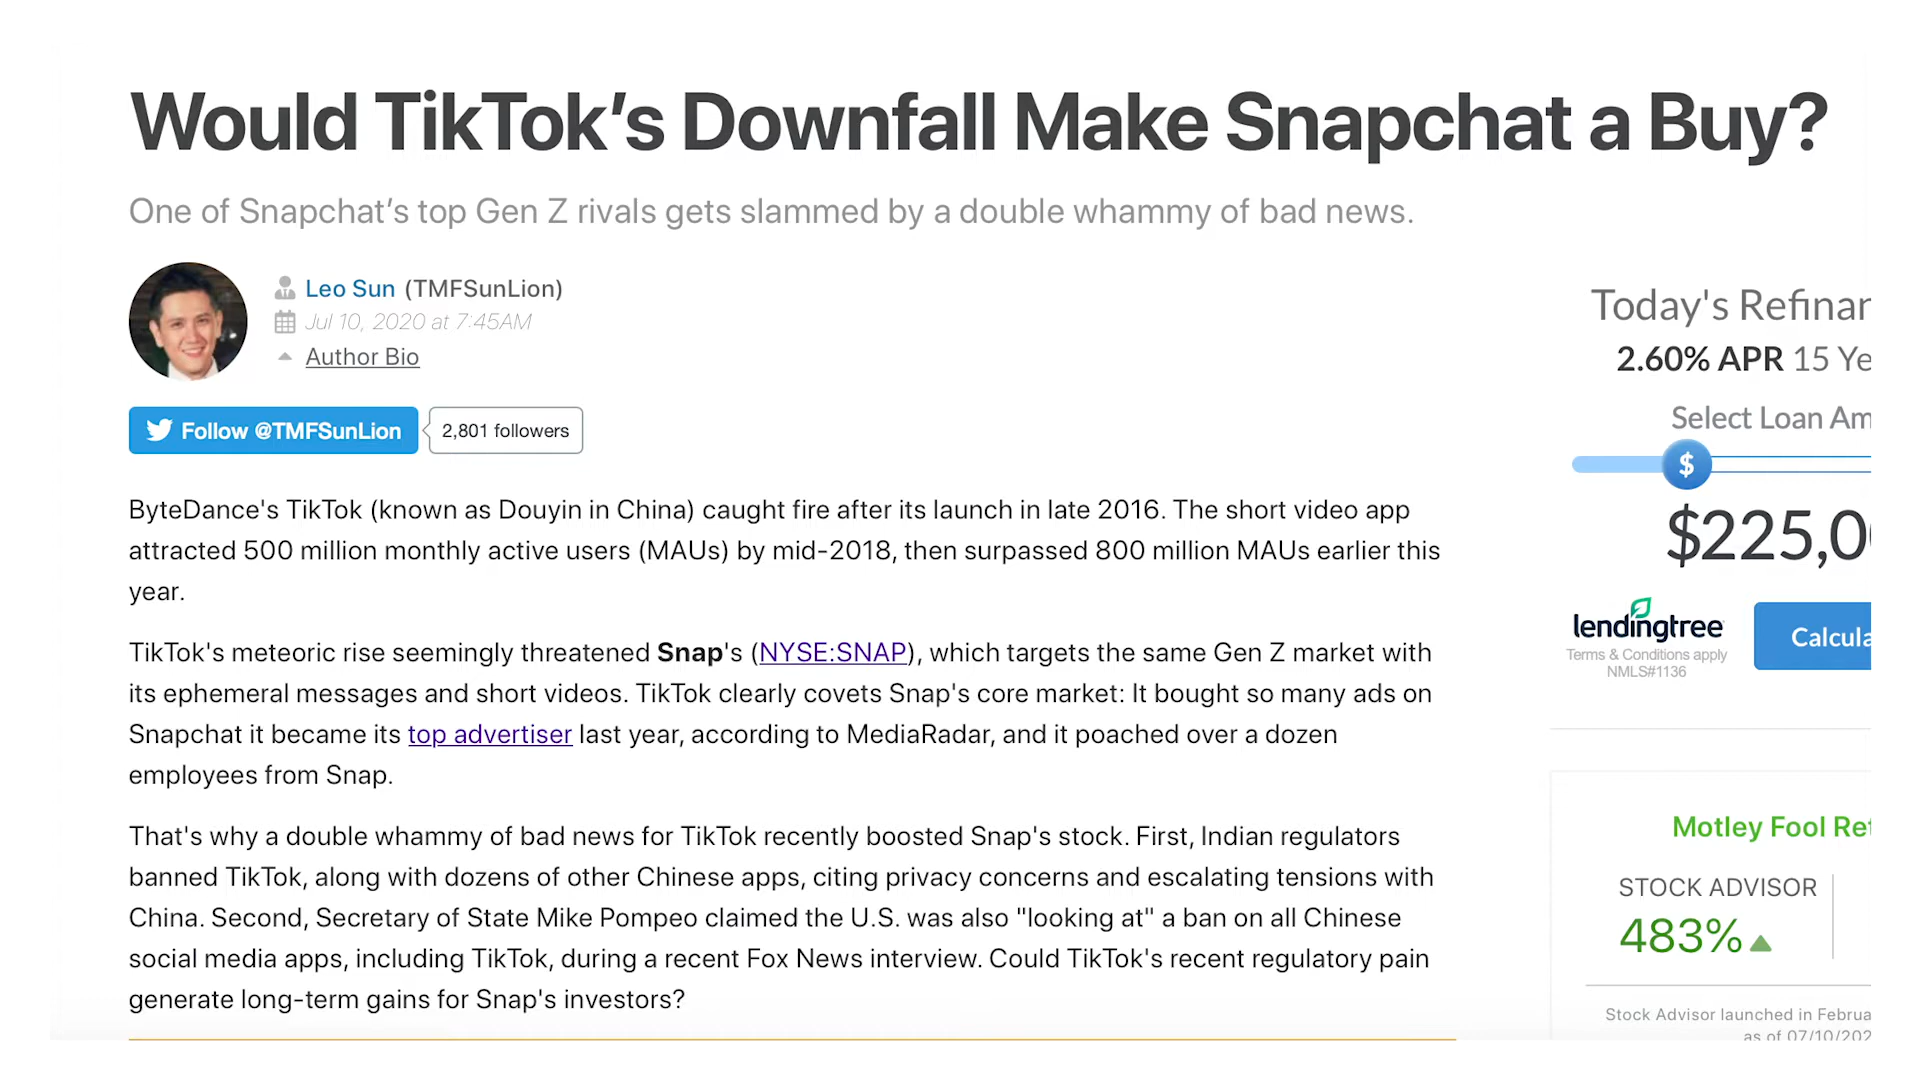 Would TikTok’s Downfall Make Snapchat a Buy?
One of Snapchat’s top Gen Z rivals gets slammed by a double whammy of bad news.
Leo Sun (TMFSunLion)
Jul 10, 2020 at 7:45AM
Author Bio
Follow @TMFSunLion
2,801 followers
ByteDance's TikTok (known as Douyin in China) caught fire after its launch in late 2016. The short video app
attracted 500 million monthly active users (MAUs) by mid-2018, then surpassed 800 million MAUs earlier this
year.
TikTok's meteoric rise seemingly threatened Snap's (NYSE:SNAP), which targets the same Gen Z market with
its ephemeral messages and short videos. TikTok clearly covets Snap's core market: It bought so many ads on
Snapchat it became its top advertiser last year, according to MediaRadar, and it poached over a dozen
employees from Snap.
That's why a double whammy of bad news for TikTok recently boosted Snap's stock. First, Indian regulators
banned TikTok, along with dozens of other Chinese apps, citing privacy concerns and escalating tensions with
China. Second, Secretary of State Mike Pompeo claimed the U.S. was also "looking at" a ban on all Chinese
social media apps, including TikTok, during a recent Fox News interview. Could TikTok's recent regulatory pain
generate long-term gains for Snap's investors?
Today's Refinar
2.60% APR 15 Ye
Select Loan Am
$
$225,0
lendingtree
Calcula
Terms & Conditions apply
NMLS#1136
Motley Fool Ret
STOCK ADVISOR
483%
Stock Advisor launched in Februa
as of 07/10/202